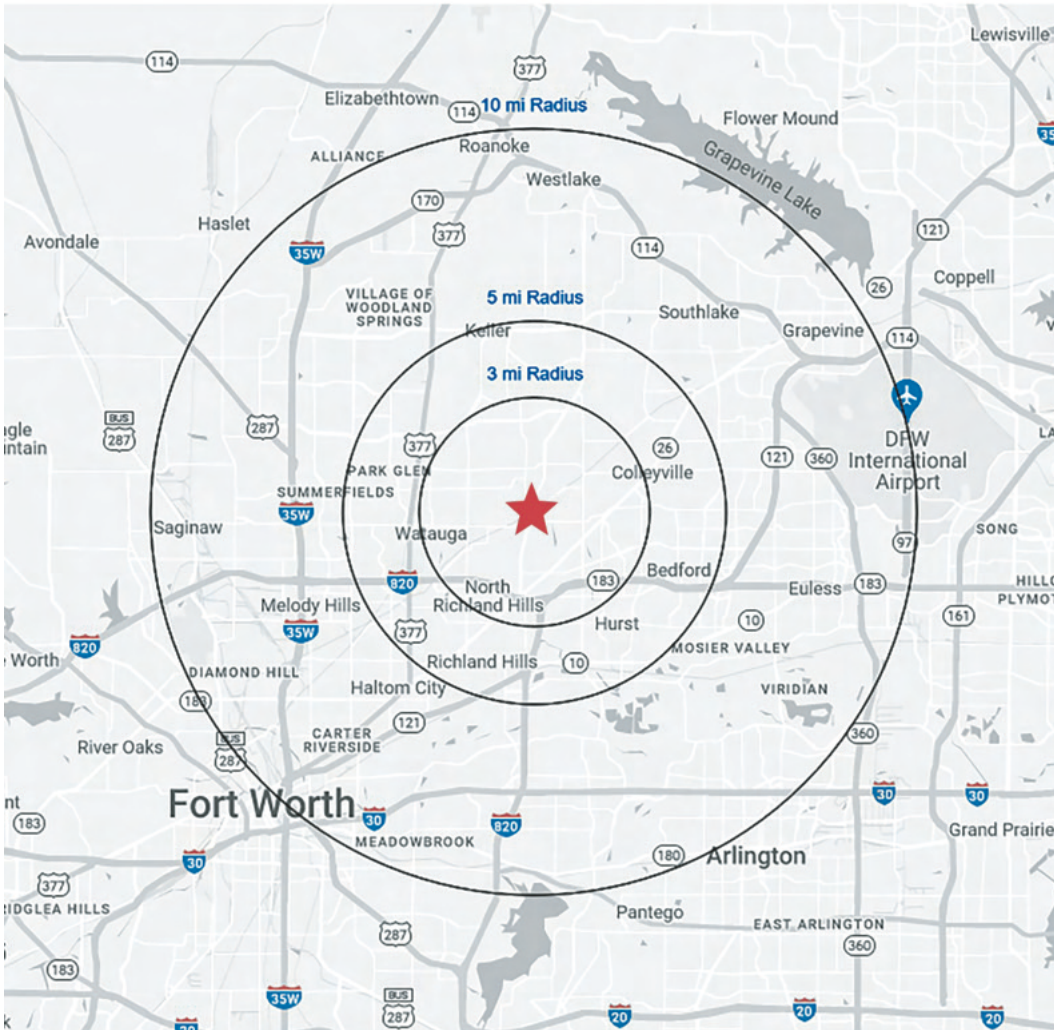 Lewisville
114
377
35
Elizabethtown
114
10 mi Radius
Flower Mound
ALLIANCE
Roanoke
Grapevine Lake
Westlake
170
Haslet
377
121
Avondale
35W
114
Coppell
26
VILLAGE OF
WOODLAND
SPRINGS
5 mi Radius
Southlake
Keller
Grapevine
114
3 mi Radius
BUS
287
287
377
26
121
360
DFW
International
Airport
PARK GLEN
Colleyville
SUMMERFIELDS
35W
Saginaw
Watauga
SONG
97
820
North
Richland Hills
183
Bedford
Euless
183
Melody Hills
35W
377
Hurst
10
161
820
MOSIER VALLEY
Worth
DIAMOND HILL
Richland Hills
10
Haltom City
VIRIDIAN
183
121
River Oaks
BUS
287
CARTER
RIVERSIDE
360
Fort Worth
30
30
30
183
820
Grand Prairie
MEADOWBROOK
180
Arlington
30
377
Pantego
EAST ARLINGTON
287
360
183
35W
BUS
287
20
20
20